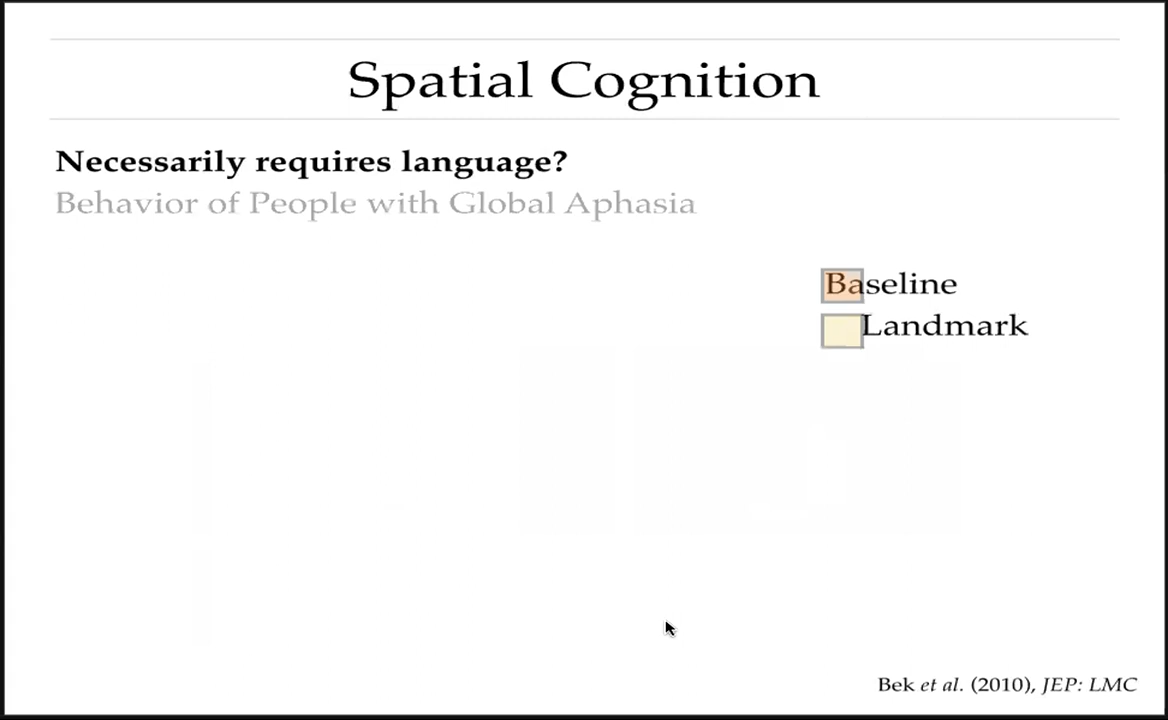 Spatial Cognition
Necessarily requires language?
Behavior of People with Global Aphasia
Baseline
Landmark
Bek et al. (2010), JEP: LMC